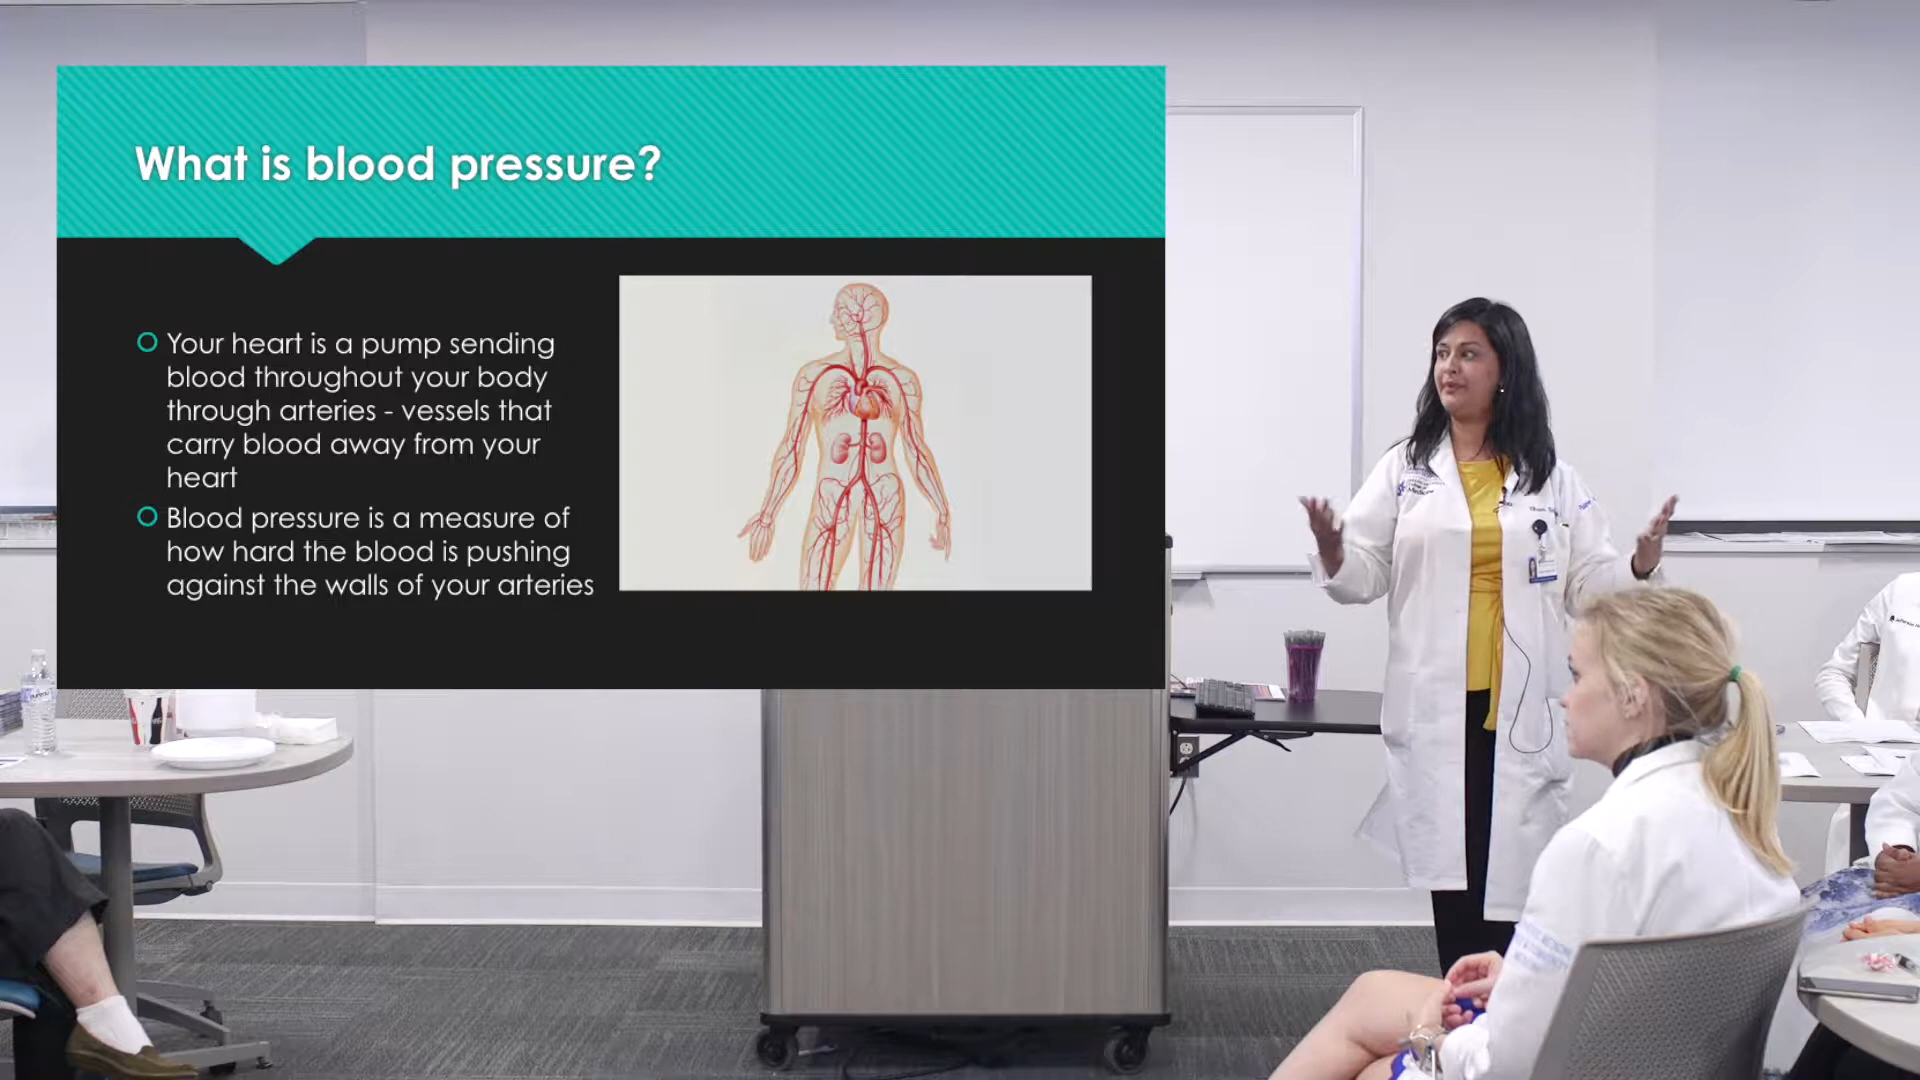 What is blood pressure?
Your heart is a pump sending
blood throughout your body
through arteries - vessels that
carry blood away from your
heart
Blood pressure is a measure of
how hard the blood is pushing
against the walls of your arteries
Medicine